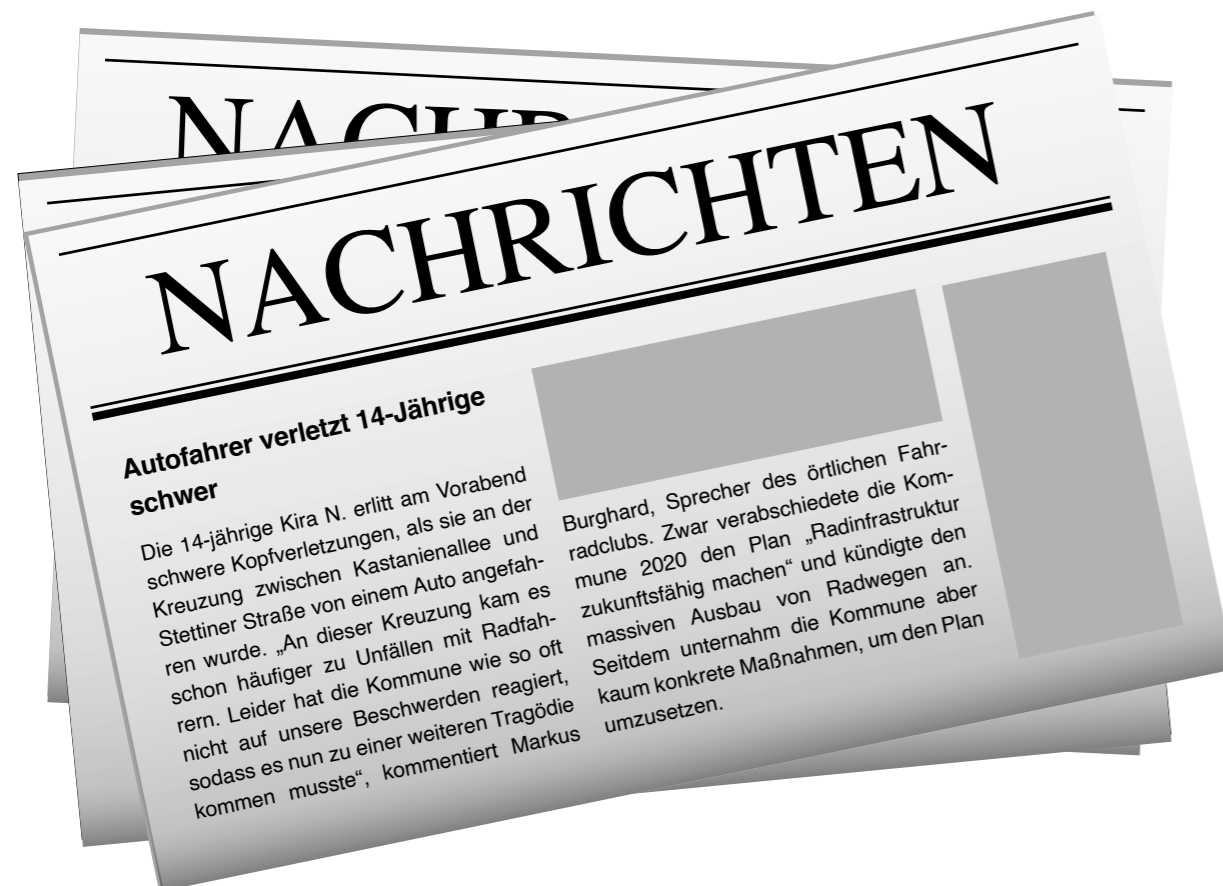 NACHR
NACHRICHTEN
Autofahrer verletzt 14-Jährige
schwer
Die 14-jährige Kira N. erlitt am Vorabend
schwere Kopfverletzungen, als sie an der
Kreuzung zwischen Kastanienallee und
Stettiner Straße von einem Auto angefah-
ren wurde. „An dieser Kreuzung kam es
schon häufiger zu Unfällen mit Radfah-
rern. Leider hat die Kommune wie so oft
nicht auf unsere Beschwerden reagiert,
sodass es nun zu einer weiteren Tragödie
kommen musste“, kommentiert Markus
Burghard, Sprecher des örtlichen Fahr-
radclubs. Zwar verabschiedete die Kom-
mune 2020 den Plan „Radinfrastruktur
zukunftsfähig machen“ und kündigte den
massiven Ausbau von Radwegen an.
Seitdem unternahm die Kommune aber
kaum konkrete Maßnahmen, um den Plan
umzusetzen.